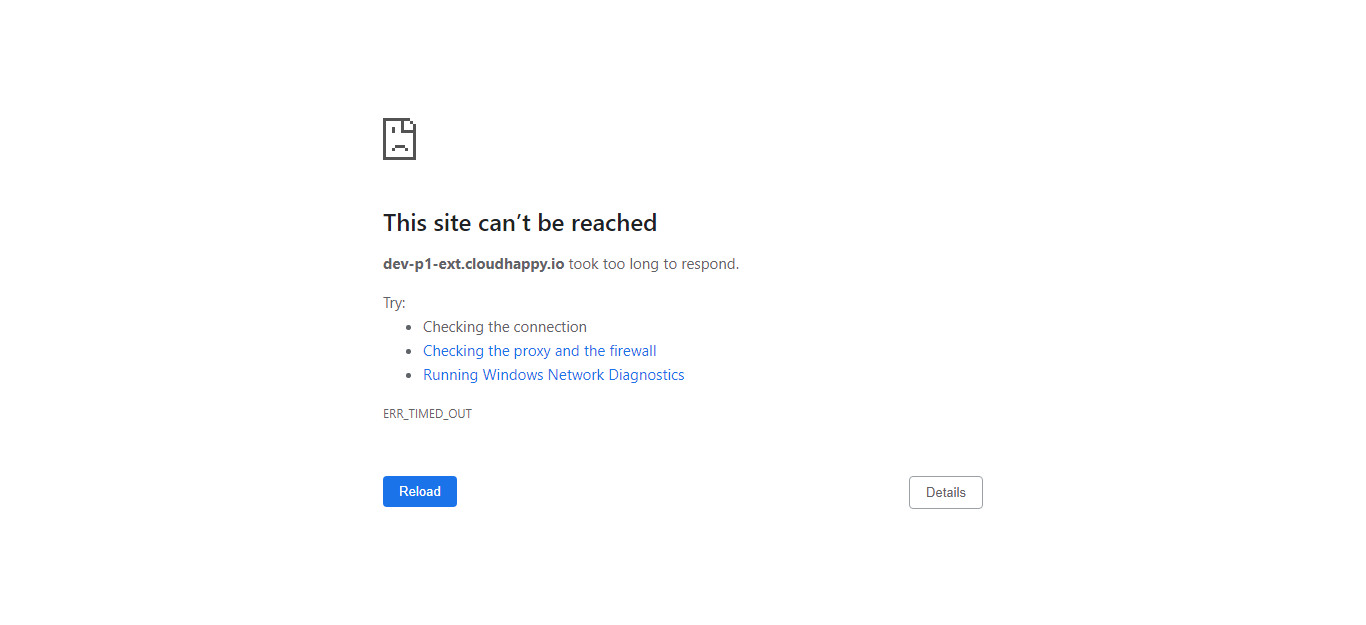 This site can’t be reached
dev-p1-ext.cloudhappy.io took too long to respond.
Try:
Checking the connection
Checking the proxy and the firewall
Running Windows Network Diagnostics
ERR_TIMED_OUT
Reload
Details